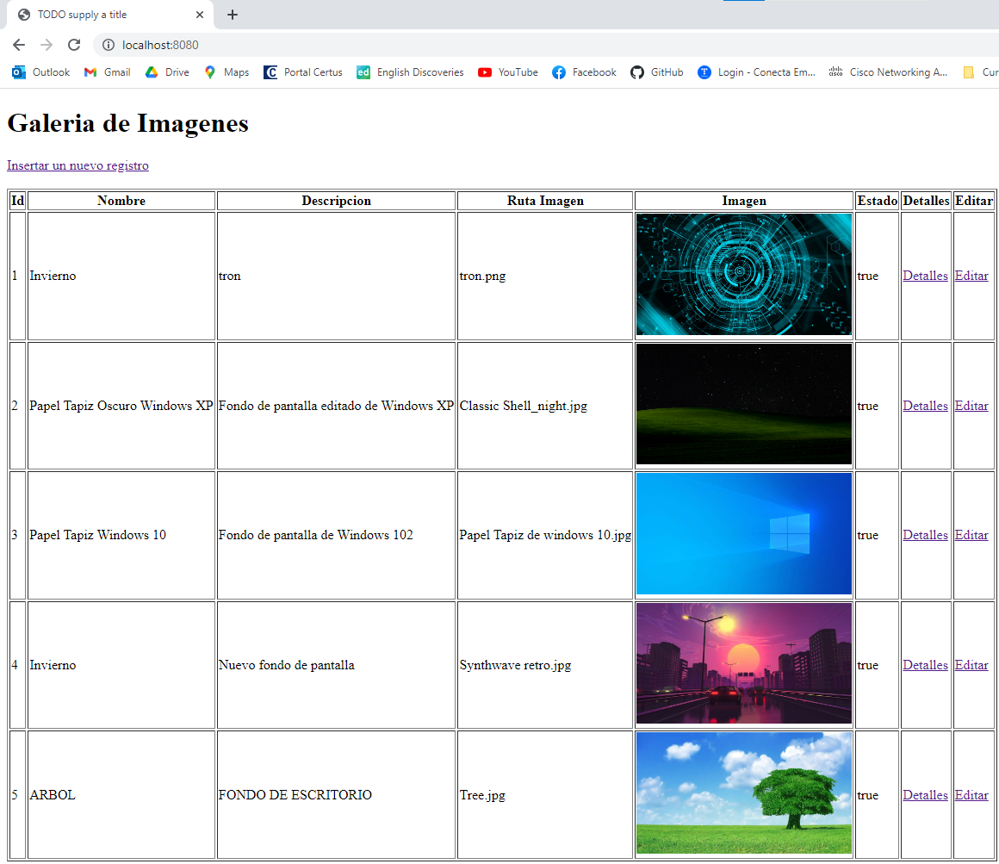 TODO supply a title
localhost:8080
Outlook Gmail Drive Maps Portal Certus English Discoveries YouTube Facebook GitHub Login - Conecta Em... Cisco Networking A... Cur
Galeria de Imagenes
Insertar un nuevo registro
Id Nombre Descripcion Ruta Imagen Imagen Estado Detalles Editar
1 Invierno tron tron.png true Detalles Editar
2 Papel Tapiz Oscuro Windows XP Fondo de pantalla editado de Windows XP Classic Shell_night.jpg true Detalles Editar
3 Papel Tapiz Windows 10 Fondo de pantalla de Windows 102 Papel Tapiz de windows 10.jpg true Detalles Editar
4 Invierno Nuevo fondo de pantalla Synthwave retro.jpg true Detalles Editar
5 ARBOL FONDO DE ESCRITORIO Tree.jpg true Detalles Editar